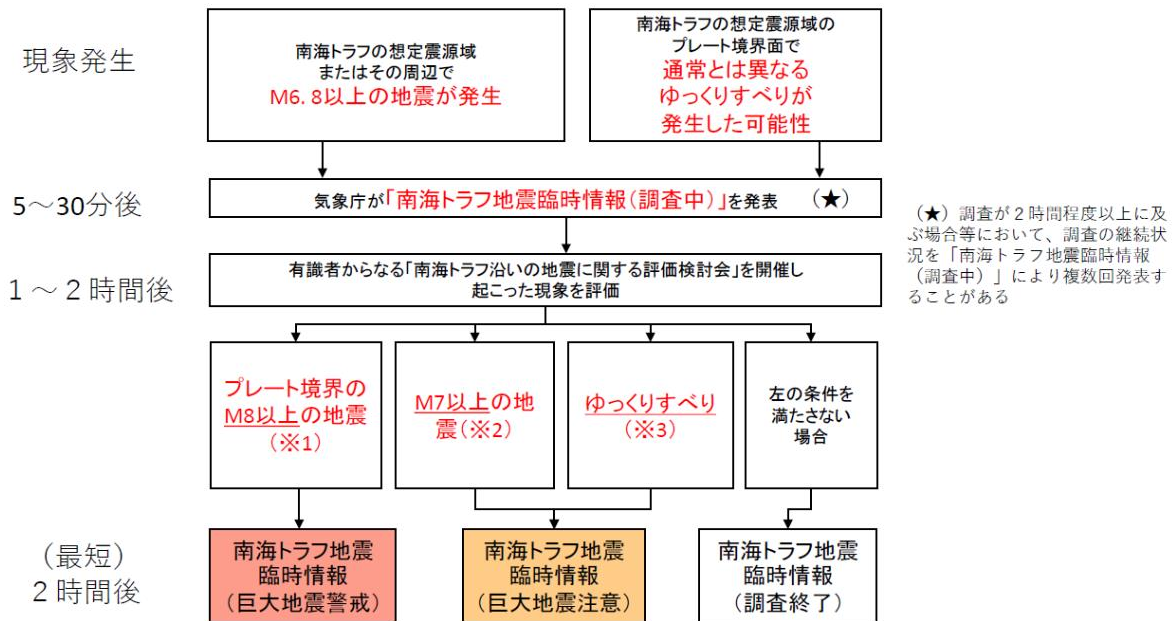 現象発生
南海トラフの想定震源域
またはその周辺で
M6.8以上の地震が発生
南海トラフの想定震源域の
プレート境界面で
通常とは異なる
ゆっくりすべりが
発生した可能性
5～30分後
気象庁が「南海トラフ地震臨時情報(調査中)」を発表 (★)
(★)調査が2時間程度以上に及
ぶ場合等において、調査の継続状
況を「南海トラフ地震臨時情報
(調査中)」により複数回発表す
ることがある
1～2時間後
有識者からなる「南海トラフ沿いの地震に関する評価検討会」を開催し
起こった現象を評価
プレート境界の
M8以上の地震
(※1)
M7以上の地
震(※2)
ゆっくりすべり
(※3)
左の条件を
満たさない
場合
(最短)
2時間後
南海トラフ地震
臨時情報
(巨大地震警戒)
南海トラフ地震
臨時情報
(巨大地震注意)
南海トラフ地震
臨時情報
(調査終了)